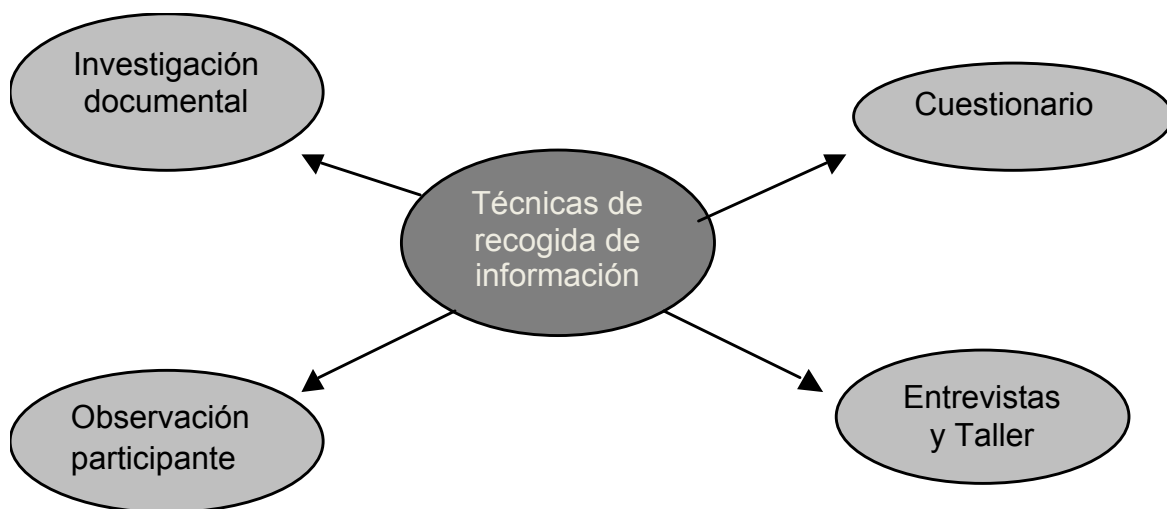 Investigación
documental
Cuestionario
Técnicas de
recogida de
información
Observación
participante
Entrevistas
y Taller